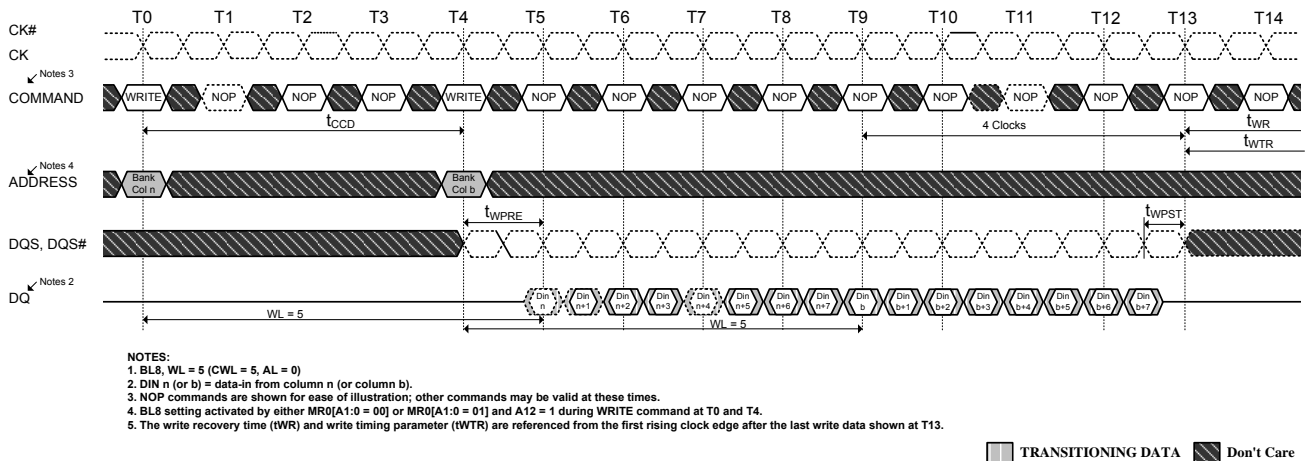 T0 T1 T2 T3 T4 T5 T6 T7 T8 T9 T10 T11 T12 T13 T14
CK#
CK
Notes 3
COMMAND WRITE NOP NOP NOP WRITE NOP NOP NOP NOP NOP NOP NOP NOP NOP NOP
tCCD 4 Clocks tWR
tWTR
Notes 4
ADDRESS Bank Col n Bank Col b
tWPRE tWPST
DQS, DQS#
Notes 2
DQ Din n Din n+1 Din n+2 Din n+3 Din n+4 Din n+5 Din n+6 Din n+7 Din b Din b+1 Din b+2 Din b+3 Din b+4 Din b+5 Din b+6 Din b+7
WL = 5 WL = 5
NOTES:
1. BL8, WL = 5 (CWL = 5, AL = 0)
2. DIN n (or b) = data-in from column n (or column b).
3. NOP commands are shown for ease of illustration; other commands may be valid at these times.
4. BL8 setting activated by either MR0[A1:0 = 00] or MR0[A1:0 = 01] and A12 = 1 during WRITE command at T0 and T4.
5. The write recovery time (tWR) and write timing parameter (tWTR) are referenced from the first rising clock edge after the last write data shown at T13.
TRANSITIONING DATA Don't Care